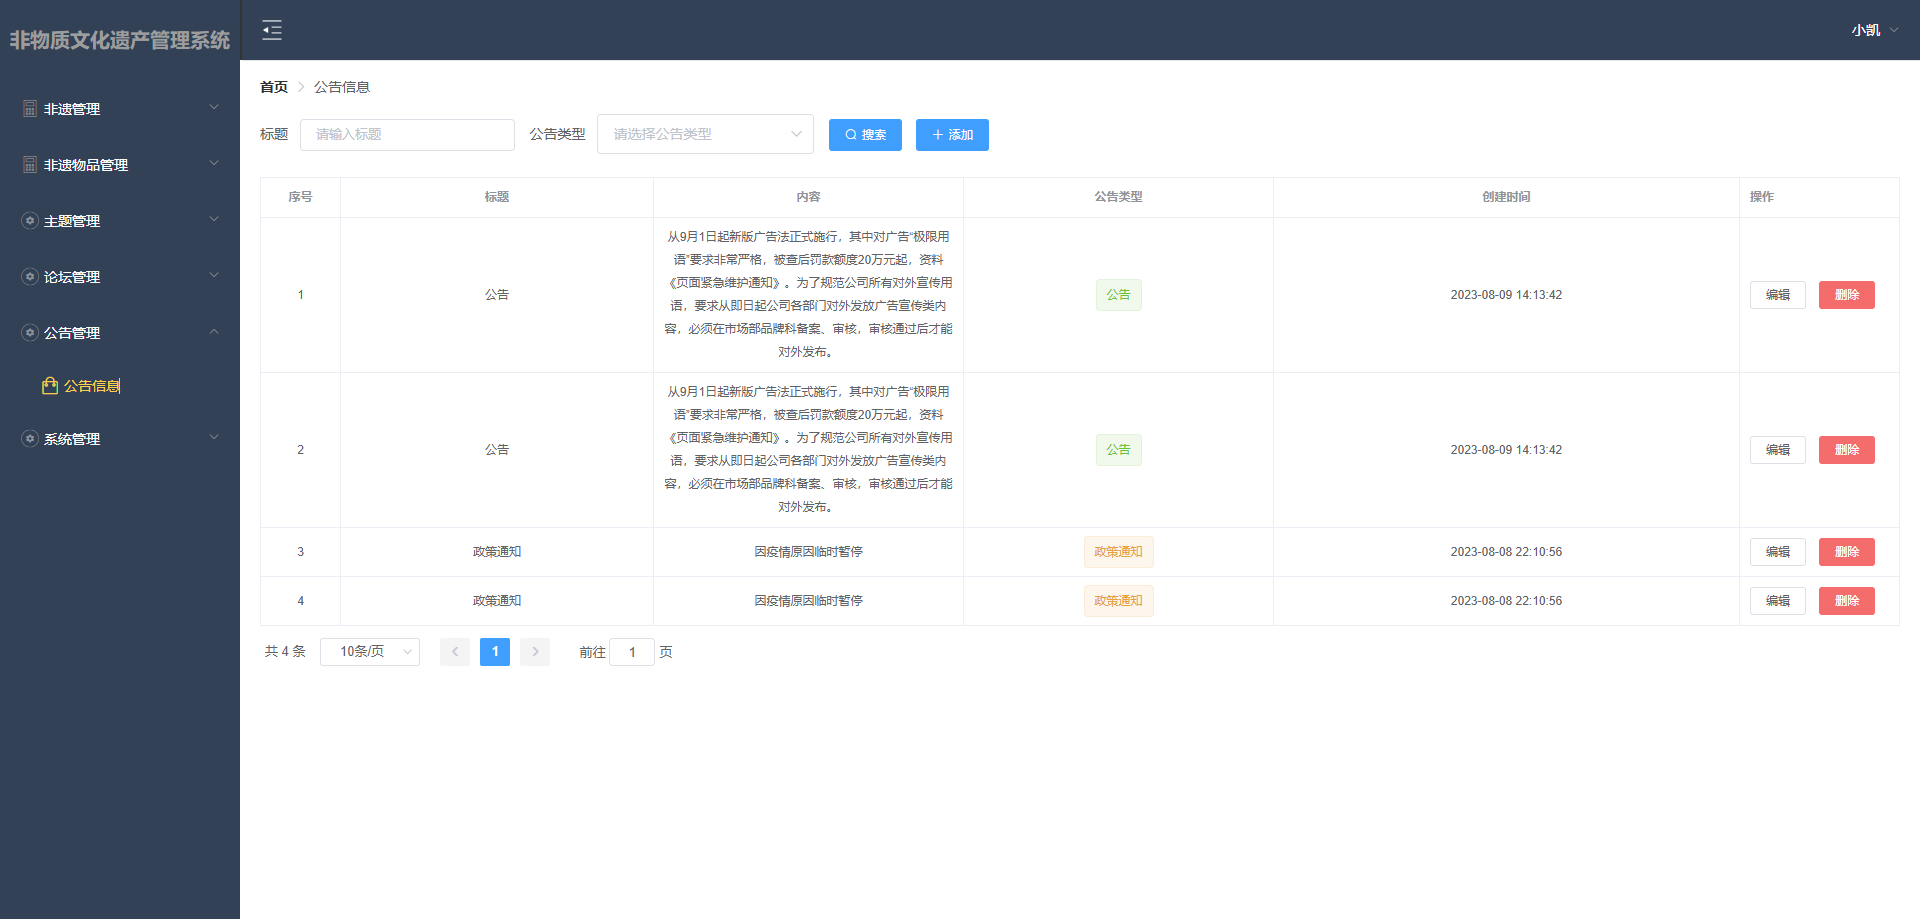 非物质文化遗产管理系统
小凯
非遗管理
非遗物品管理
主题管理
论坛管理
公告管理
公告信息
系统管理
首页 公告信息
标题 请输入标题 公告类型 请选择公告类型 搜索 添加
序号 标题 内容 公告类型 创建时间 操作
1 公告
从9月1日起新版广告法正式施行，其中对广告“极限用
语”要求非常严格，被查后罚款额度20万元起，资料
《页面紧急维护通知》。为了规范公司所有对外宣传用
语，要求从即日起公司各部门对外发放广告宣传类内
容，必须在市场部品牌科备案、审核，审核通过后才能
对外发布。
公告 2023-08-09 14:13:42 编辑 删除
2 公告
从9月1日起新版广告法正式施行，其中对广告“极限用
语”要求非常严格，被查后罚款额度20万元起，资料
《页面紧急维护通知》。为了规范公司所有对外宣传用
语，要求从即日起公司各部门对外发放广告宣传类内
容，必须在市场部品牌科备案、审核，审核通过后才能
对外发布。
公告 2023-08-09 14:13:42 编辑 删除
3 政策通知 因疫情原因临时暂停 政策通知 2023-08-08 22:10:56 编辑 删除
4 政策通知 因疫情原因临时暂停 政策通知 2023-08-08 22:10:56 编辑 删除
共 4 条 10条/页 1 前往 1 页